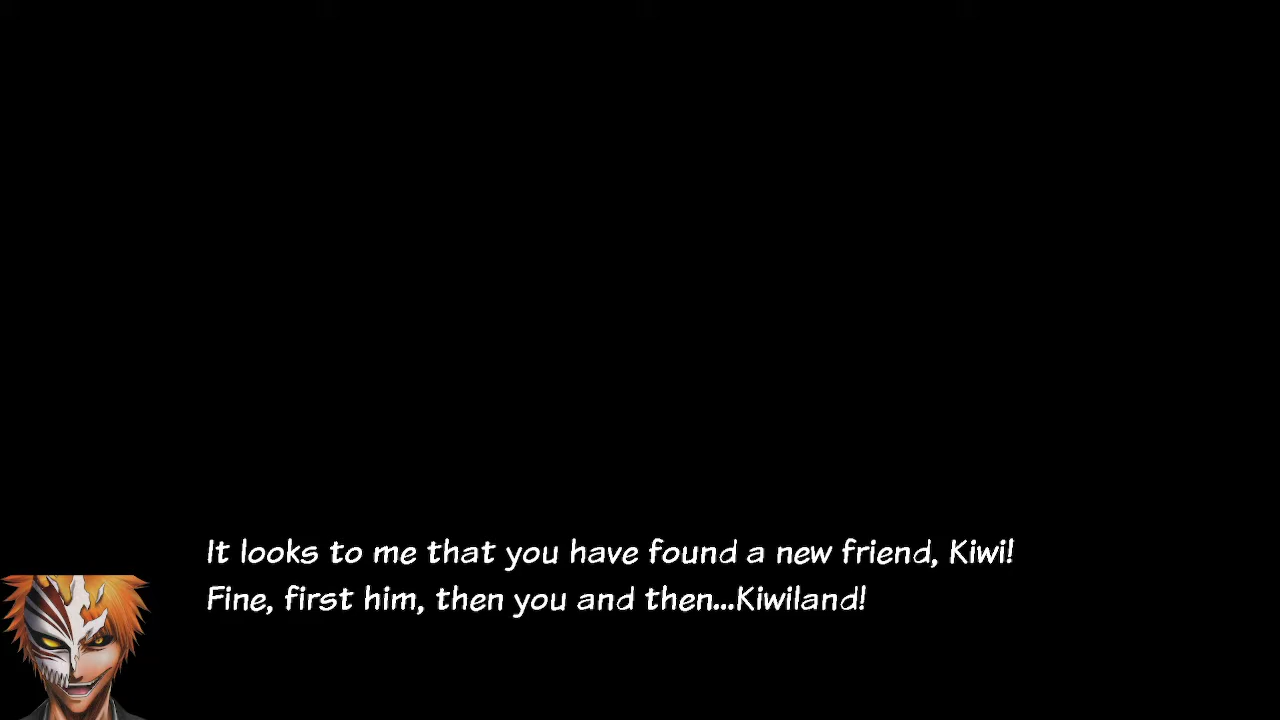 It looks to me that you have found a new friend, Kiwi!
Fine, first him, then you and then...Kiwiland!